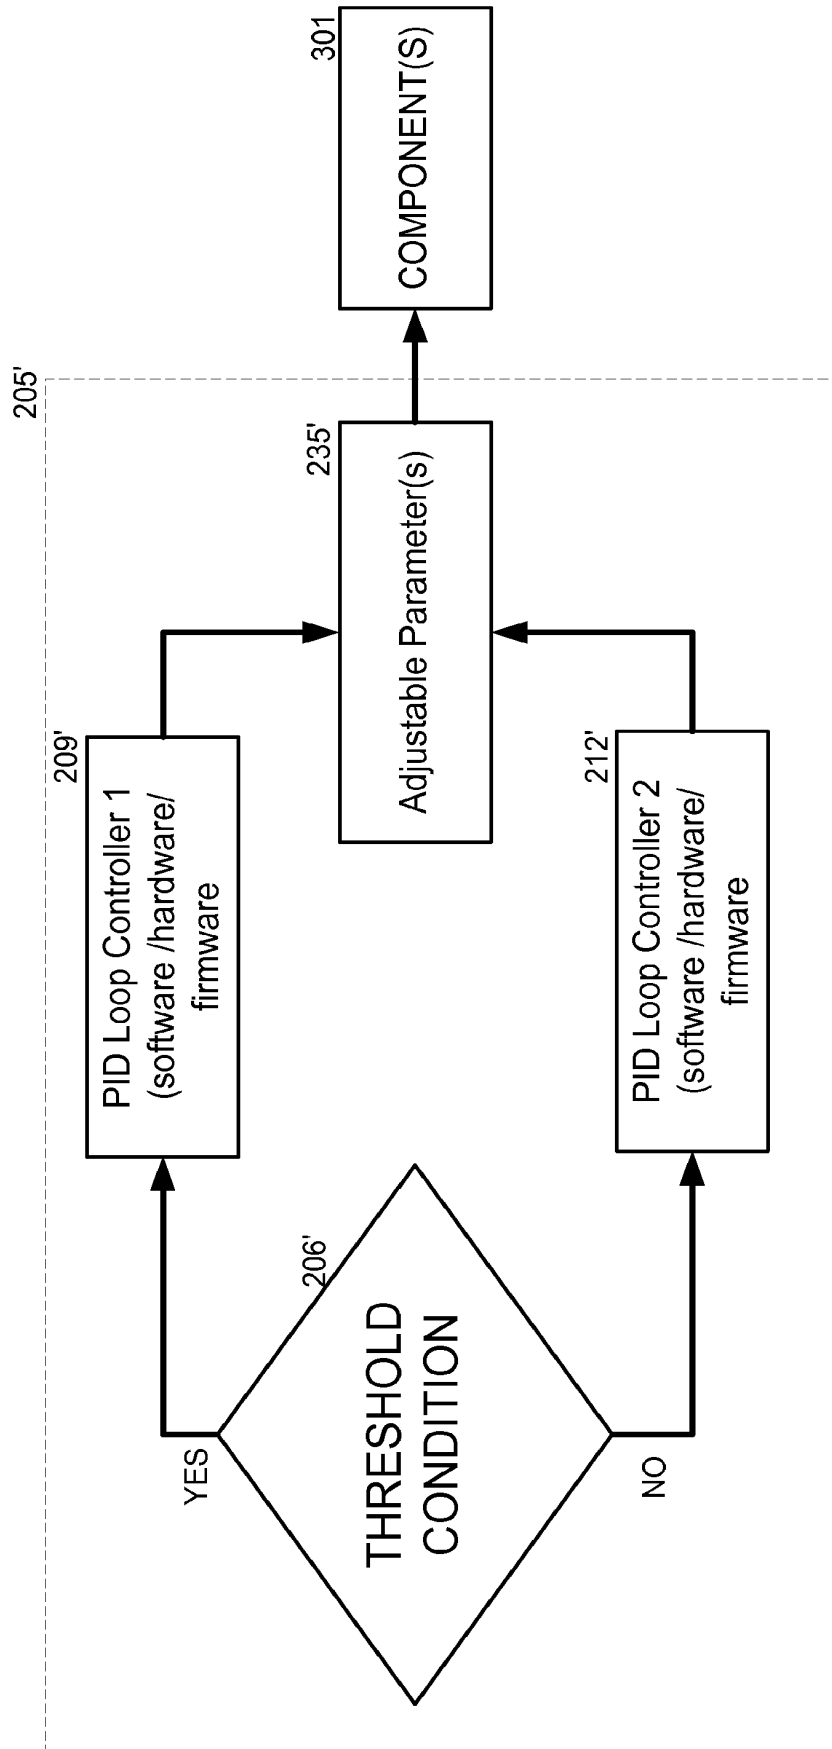 205'
209'
PID Loop Controller 1
(software /hardware/
firmware
YES
206'
THRESHOLD
CONDITION
235'
Adjustable Parameter(s)
301
COMPONENT(S)
NO
212'
PID Loop Controller 2
(software /hardware/
firmware